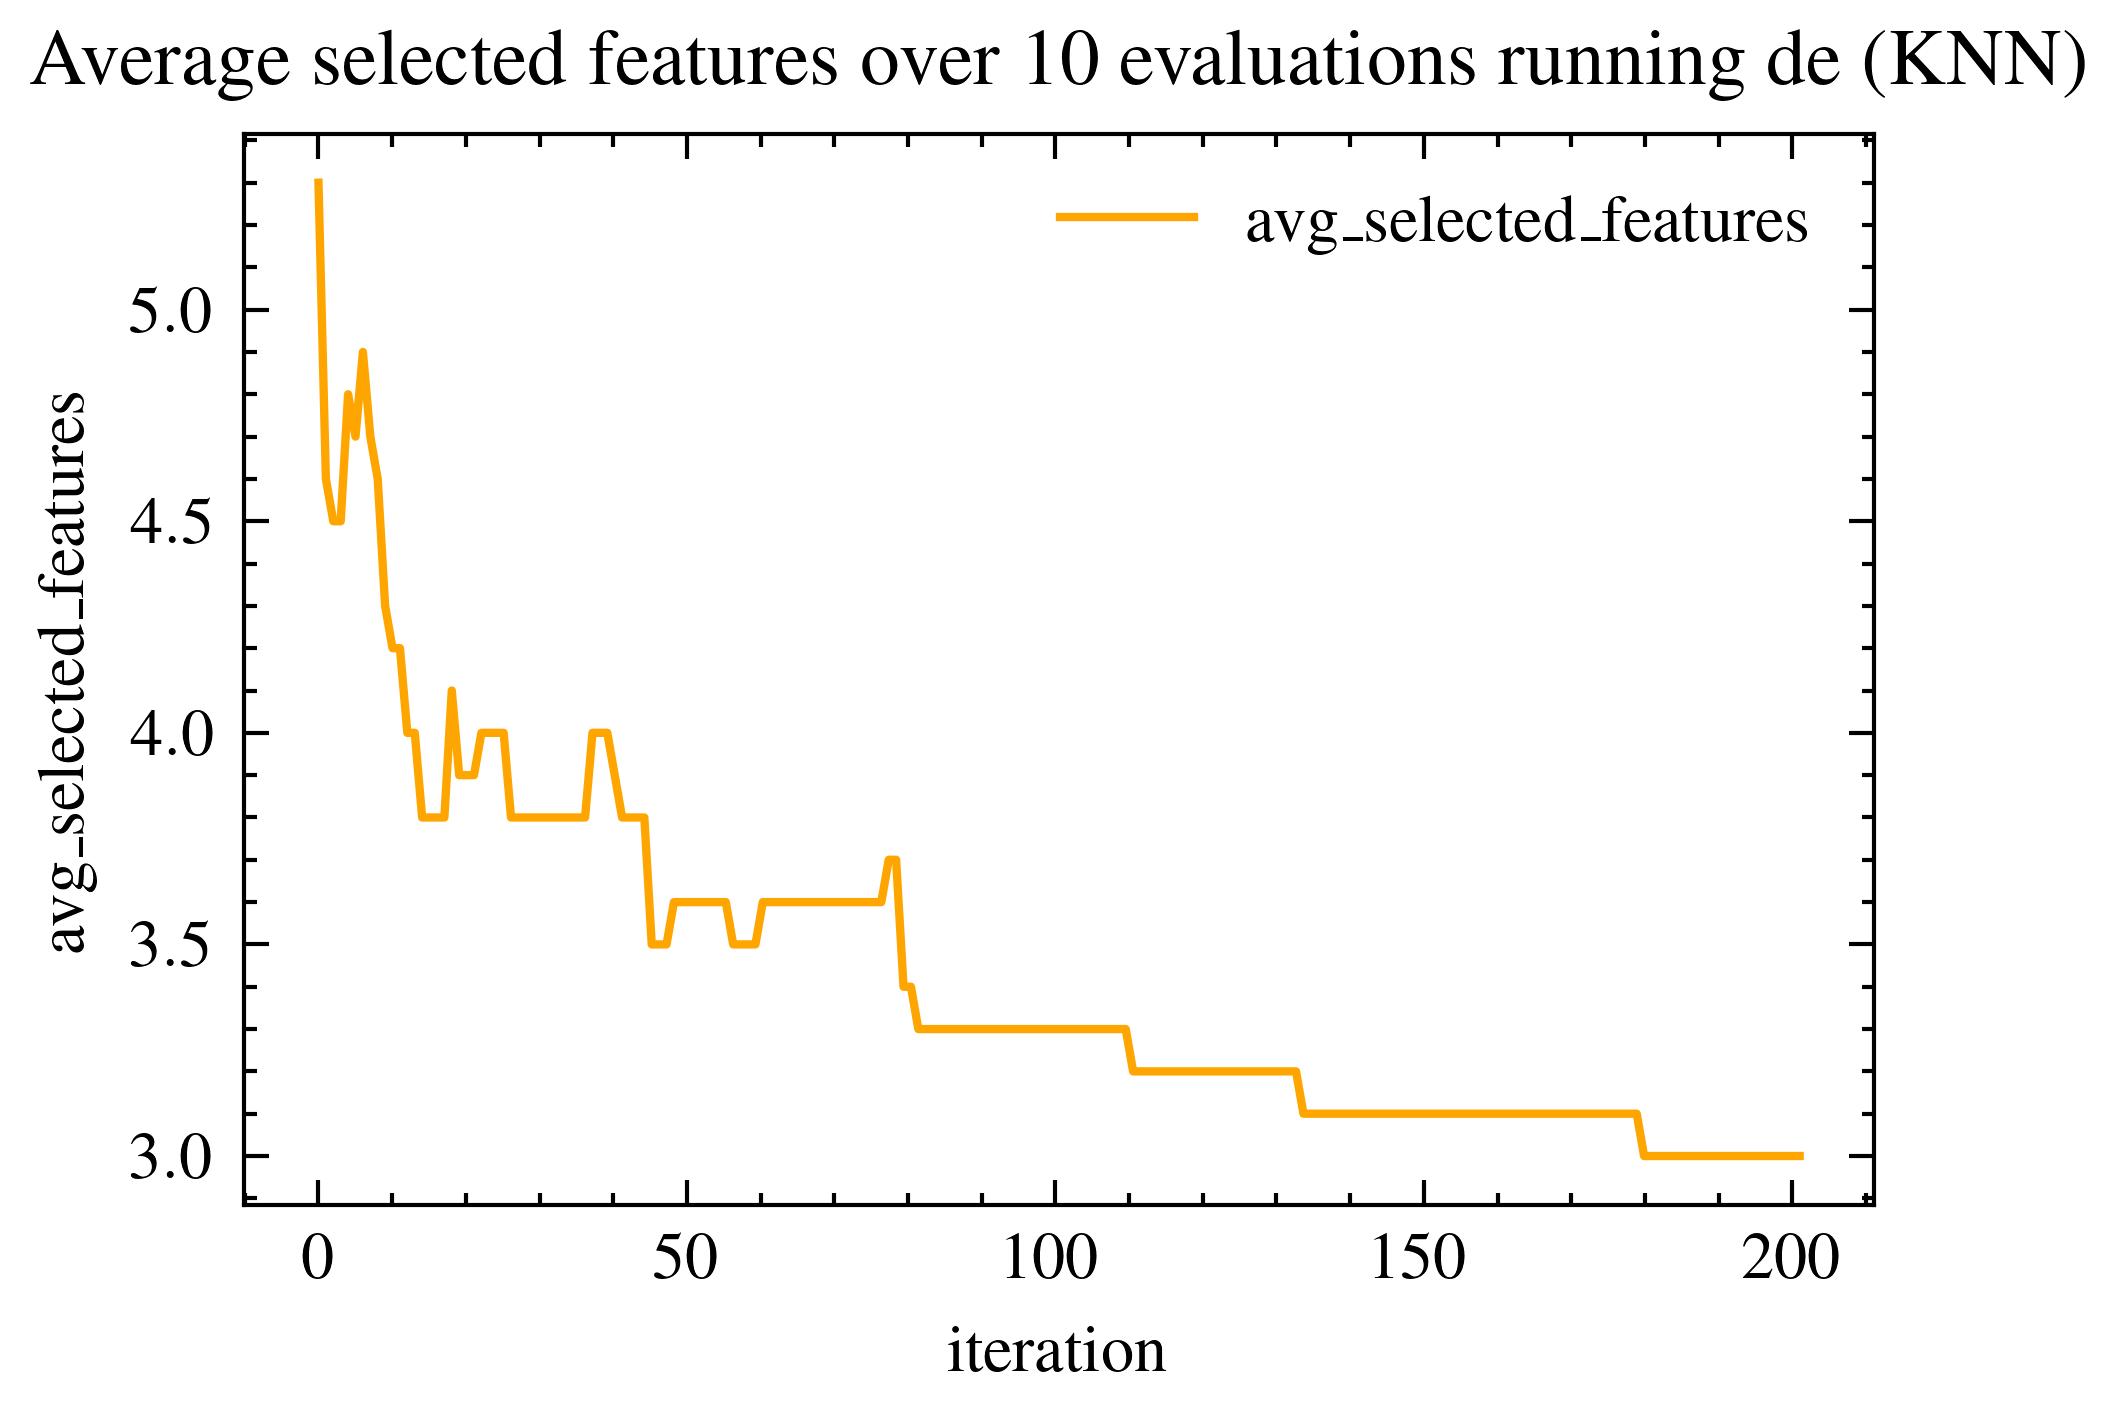 Average selected features over 10 evaluations running de (KNN)
avg_selected_features
avg_selected_features
5.0
4.5
4.0
3.5
3.0
0 50 100 150 200
iteration